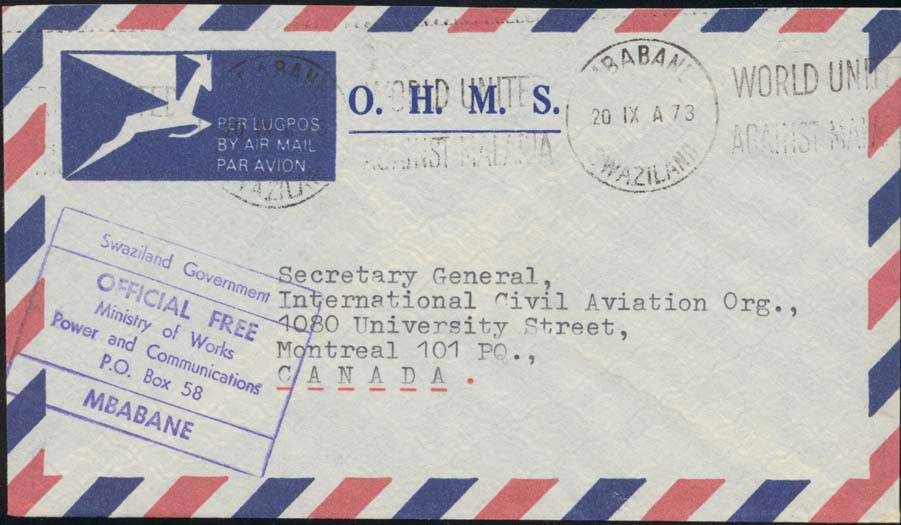 PER LUGPOS
BY AIR MAIL
PAR AVION
O. H. M. S.
WORLD UNITED
AGAINST MALARIA
MBABANE
20 IX A 73
SWAZILAND
WORLD UNITE
AGAINST MALA
Swaziland Government
OFFICIAL FREE
Ministry of Works
Power and Communications
P.O. Box 58
MBABANE
Secretary General,
International Civil Aviation Org.,
1080 University Street,
Montreal 101 PQ.,
CANADA.